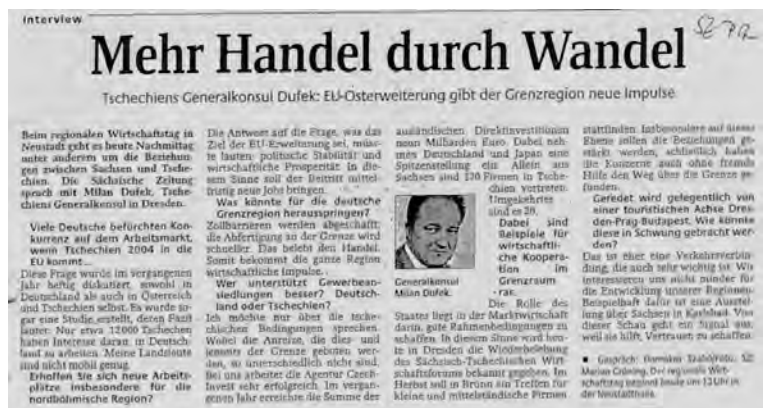 Interview
Mehr Handel durch Wandel
Tschechiens Generalkonsul Dufek: EU-Osterweiterung gibt der Grenzregion neue Impulse
Beim regionalen Wirtschaftstag in
Neustadt geht es heute Nachmittag
unter anderem um die Beziehun-
gen zwischen Sachsen und Tsche-
chien. Die Sächsische Zeitung
sprach mit Milan Dufek, Tsche-
chiens Generalkonsul in Dresden.
Viele Deutsche befürchten Kon-
kurrenz auf dem Arbeitsmarkt,
wenn Tschechien 2004 in die
EU kommt ...
Diese Frage wurde im vergangenen
Jahr heftig diskutiert, sowohl in
Deutschland als auch in Österreich
und Tschechien selbst. Es wurde so-
gar eine Studie erstellt, deren Fazit
lautet: Nur etwa 12000 Tschechen
haben Interesse daran, in Deutsch-
land zu arbeiten. Meine Landsleute
sind nicht mobil genug.
Erhoffen Sie sich neue Arbeits-
plätze insbesondere für die
nordböhmische Region?
Die Antwort auf die Frage, was das
Ziel der EU-Erweiterung sei, müss-
te lauten: politische Stabilität und
wirtschaftliche Prosperität. In die-
sem Sinne soll der Beitritt mittel-
fristig neue Jobs bringen.
Was könnte für die deutsche
Grenzregion herausspringen?
Zollbarrieren werden abgeschafft,
die Abfertigung an der Grenze wird
schneller. Das belebt den Handel.
Somit bekommt die ganze Region
wirtschaftliche Impulse.
Wer unterstützt Gewerbean-
siedlungen besser? Deutsch-
land oder Tschechien?
Ich möchte nur über die tsche-
chischen Bedingungen sprechen.
Wobei die Anreize, die dies- und
jenseits der Grenze geboten wer-
den, so unterschiedlich nicht sind.
Bei uns arbeitet die Agentur Czech-
Invest sehr erfolgreich. Im vergan-
genen Jahr erreichte die Summe der
ausländischen Direktinvestitionen
neun Milliarden Euro. Dabei neh-
men Deutschland und Japan eine
Spitzenstellung ein. Allein aus
Sachsen sind 120 Firmen in Tsche-
chien vertreten.
Umgekehrt
sind es 28.
Dabei sind
Beispiele für
wirtschaftli-
che Koopera-
tion im
Grenzraum
rar.
Generalkonsul
Milan Dufek.
Die Rolle des
Staates liegt in der Marktwirtschaft
darin, gute Rahmenbedingungen zu
schaffen. In diesem Sinne wird heu-
te in Dresden die Wiederbelebung
des Sächsisch-Tschechischen Wirt-
schaftsforums bekannt gegeben. Im
Herbst soll in Brünn ein Treffen für
kleine und mittelständische Firmen
stattfinden. Insbesondere auf dieser
Ebene sollen die Beziehungen ge-
stärkt werden, schließlich haben
die Konzerne auch ohne fremde
Hilfe den Weg über die Grenze ge-
funden.
Geredet wird gelegentlich von
einer touristischen Achse Dres-
den-Prag-Budapest. Wie könnte
diese in Schwung gebracht wer-
den?
Das ist eher eine Verkehrsverbin-
dung, die auch sehr wichtig ist. Wir
interessieren uns nicht minder für
die Entwicklung unserer Regionen.
Beispielhaft dafür ist eine Ausstel-
lung über Sachsen in Karlsbad. Von
dieser Schau geht ein Signal aus,
weil sie hilft, Vertrauen zu schaffen.
Gespräch:
Der regionale Wirt-
schaftstag beginnt heute um 13 Uhr in
der Neustadthalle.